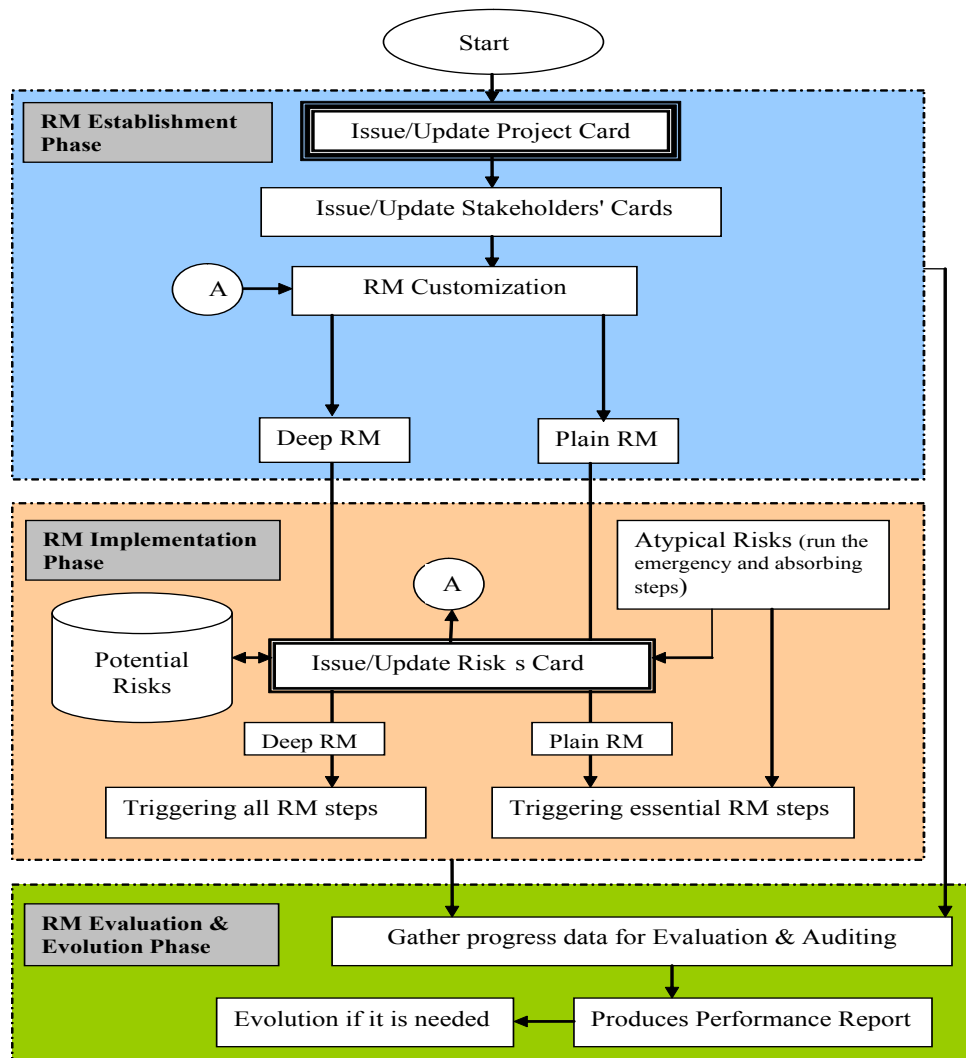 Start
RM Establishment
Phase
Issue/Update Project Card
Issue/Update Stakeholders' Cards
A
RM Customization
Deep RM
Plain RM
RM Implementation
Phase
Atypical Risks (run the
emergency and absorbing
steps)
A
Potential
Risks
Issue/Update Risk s Card
Deep RM
Plain RM
Triggering all RM steps
Triggering essential RM steps
RM Evaluation &
Evolution Phase
Gather progress data for Evaluation & Auditing
Evolution if it is needed
Produces Performance Report